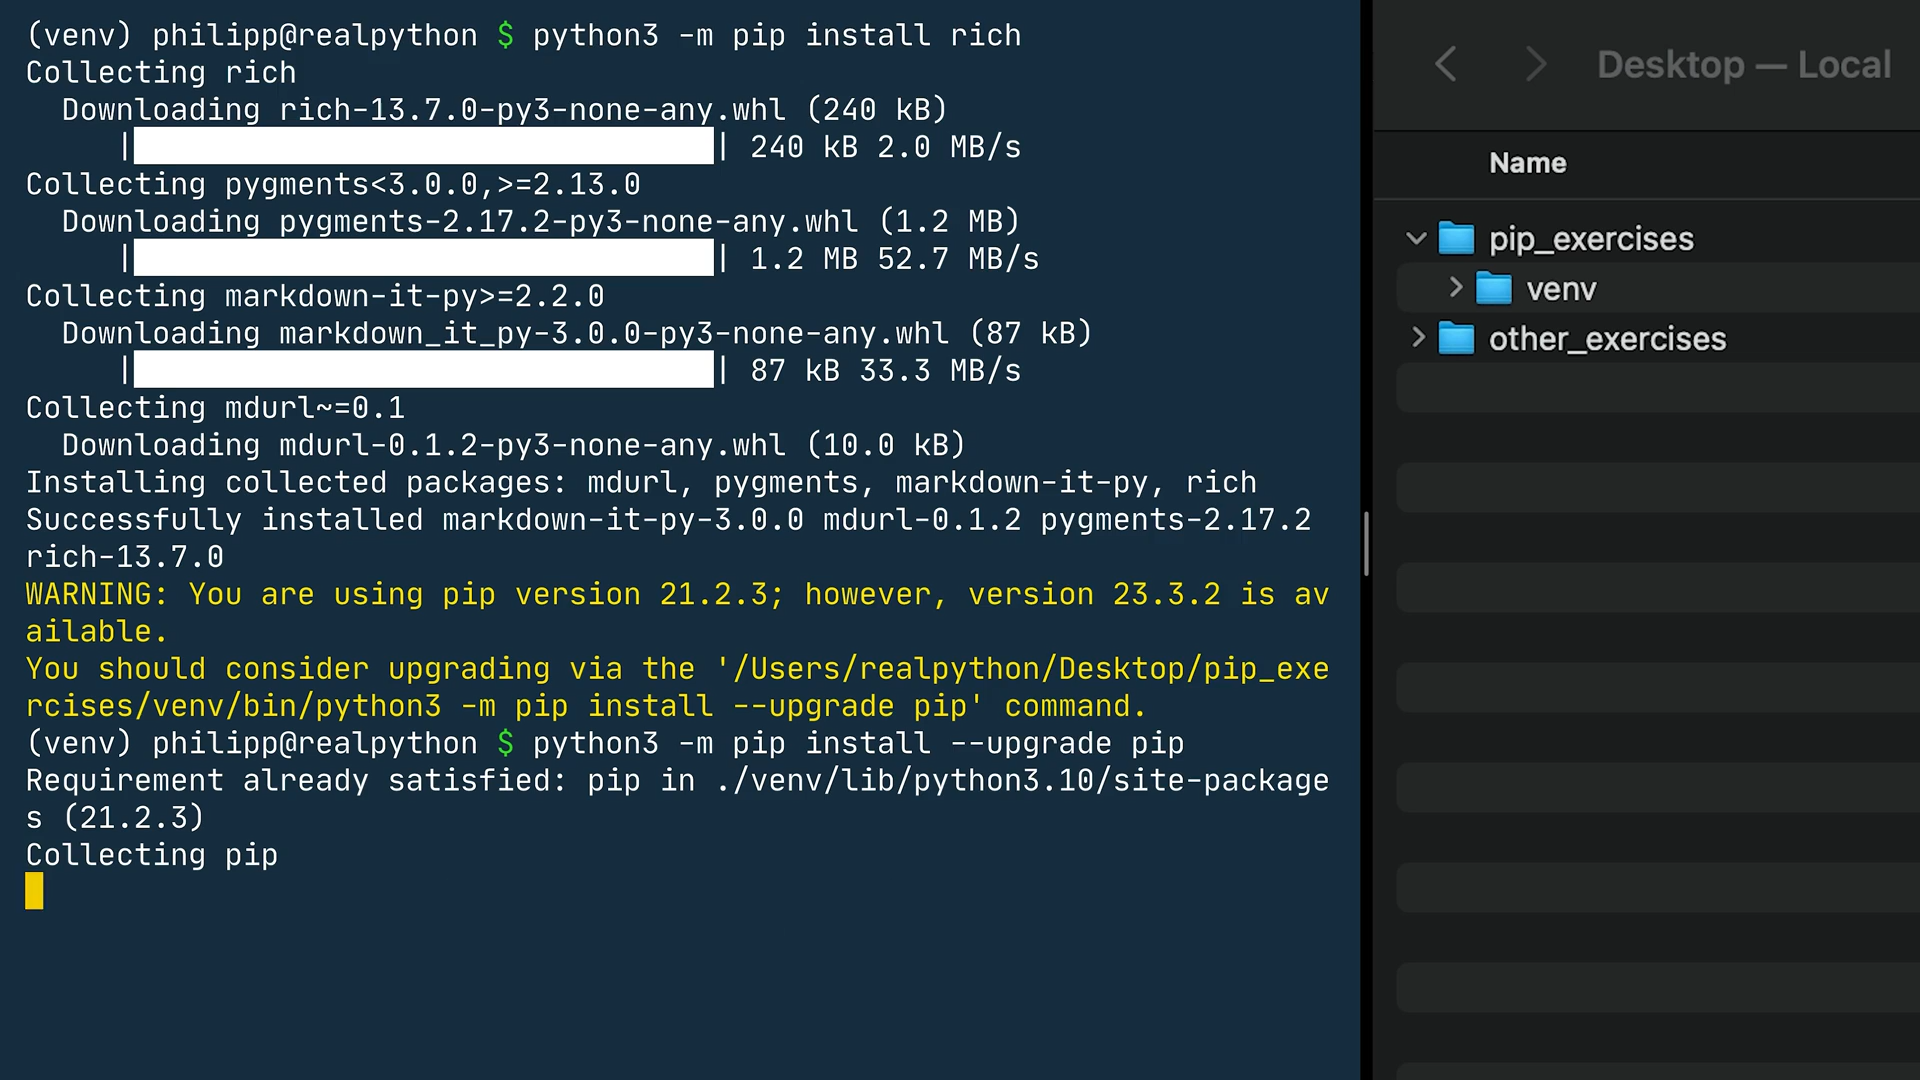 (venv) philipp@realpython $ python3 -m pip install rich
Collecting rich
  Downloading rich-13.7.0-py3-none-any.whl (240 kB)
     |████████████████████████████████| 240 kB 2.0 MB/s
Collecting pygments<3.0.0,>=2.13.0
  Downloading pygments-2.17.2-py3-none-any.whl (1.2 MB)
     |████████████████████████████████| 1.2 MB 52.7 MB/s
Collecting markdown-it-py>=2.2.0
  Downloading markdown_it_py-3.0.0-py3-none-any.whl (87 kB)
     |████████████████████████████████| 87 kB 33.3 MB/s
Collecting mdurl~=0.1
  Downloading mdurl-0.1.2-py3-none-any.whl (10.0 kB)
Installing collected packages: mdurl, pygments, markdown-it-py, rich
Successfully installed markdown-it-py-3.0.0 mdurl-0.1.2 pygments-2.17.2
rich-13.7.0
WARNING: You are using pip version 21.2.3; however, version 23.3.2 is av
ailable.
You should consider upgrading via the '/Users/realpython/Desktop/pip_exe
rcises/venv/bin/python3 -m pip install --upgrade pip' command.
(venv) philipp@realpython $ python3 -m pip install --upgrade pip
Requirement already satisfied: pip in ./venv/lib/python3.10/site-package
s (21.2.3)
Collecting pip
Desktop — Local
Name
pip_exercises
venv
other_exercises